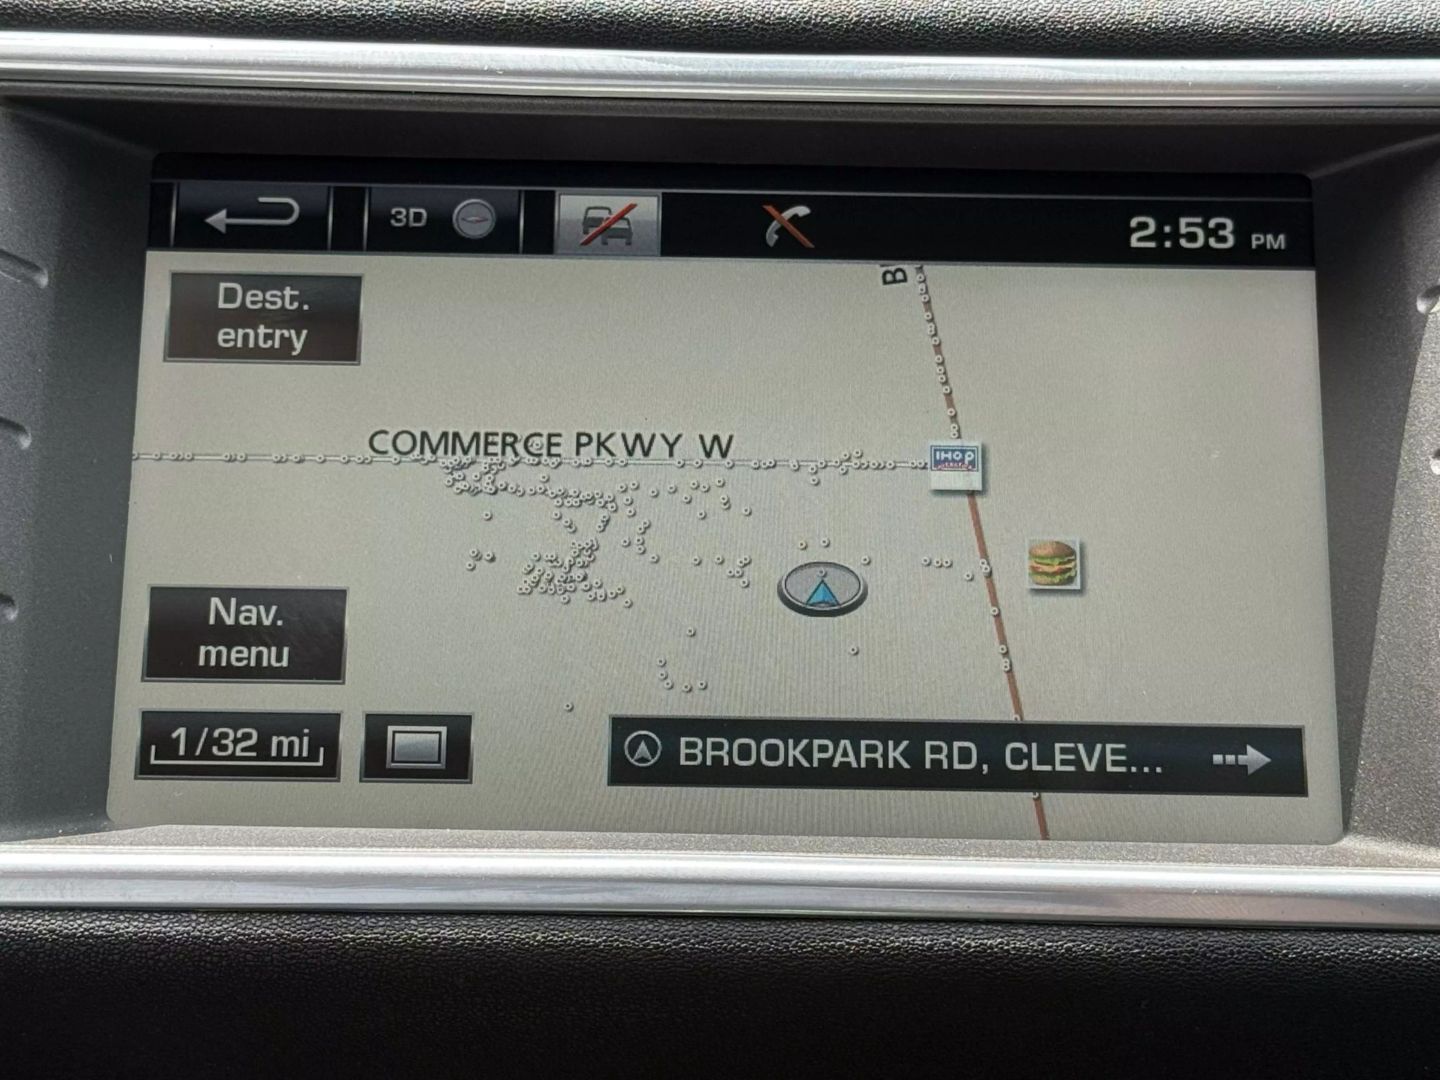 3D
2:53 PM
Dest.
entry
B
COMMERCE PKWY W
IHOP
Nav.
menu
1/32 mi
BROOKPARK RD, CLEVE...